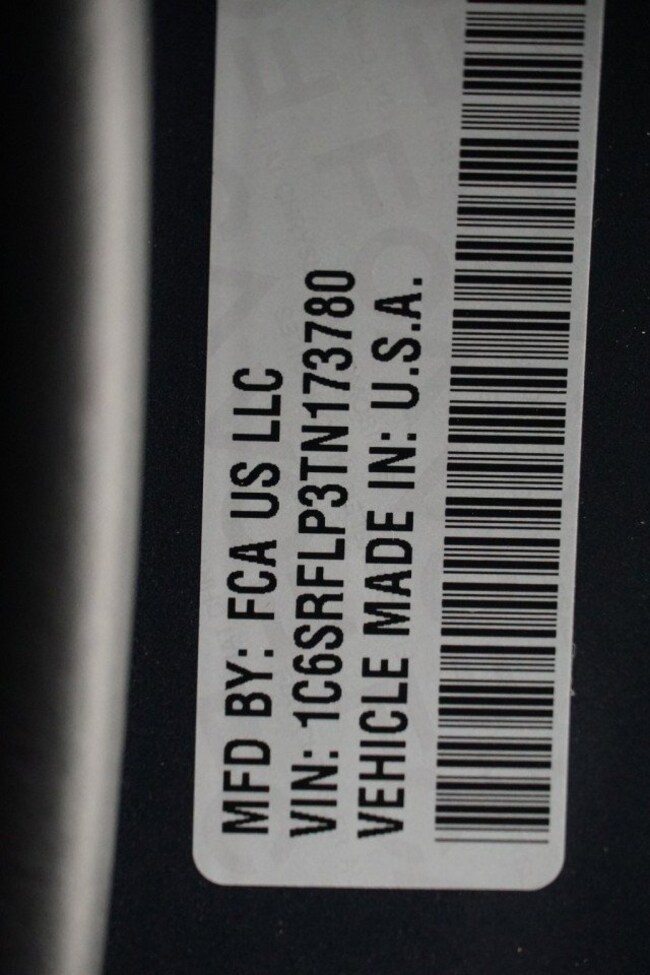 MFD BY: FCA US LLC
VIN: 1C6SRFLP3TN173780
VEHICLE MADE IN: U.S.A.